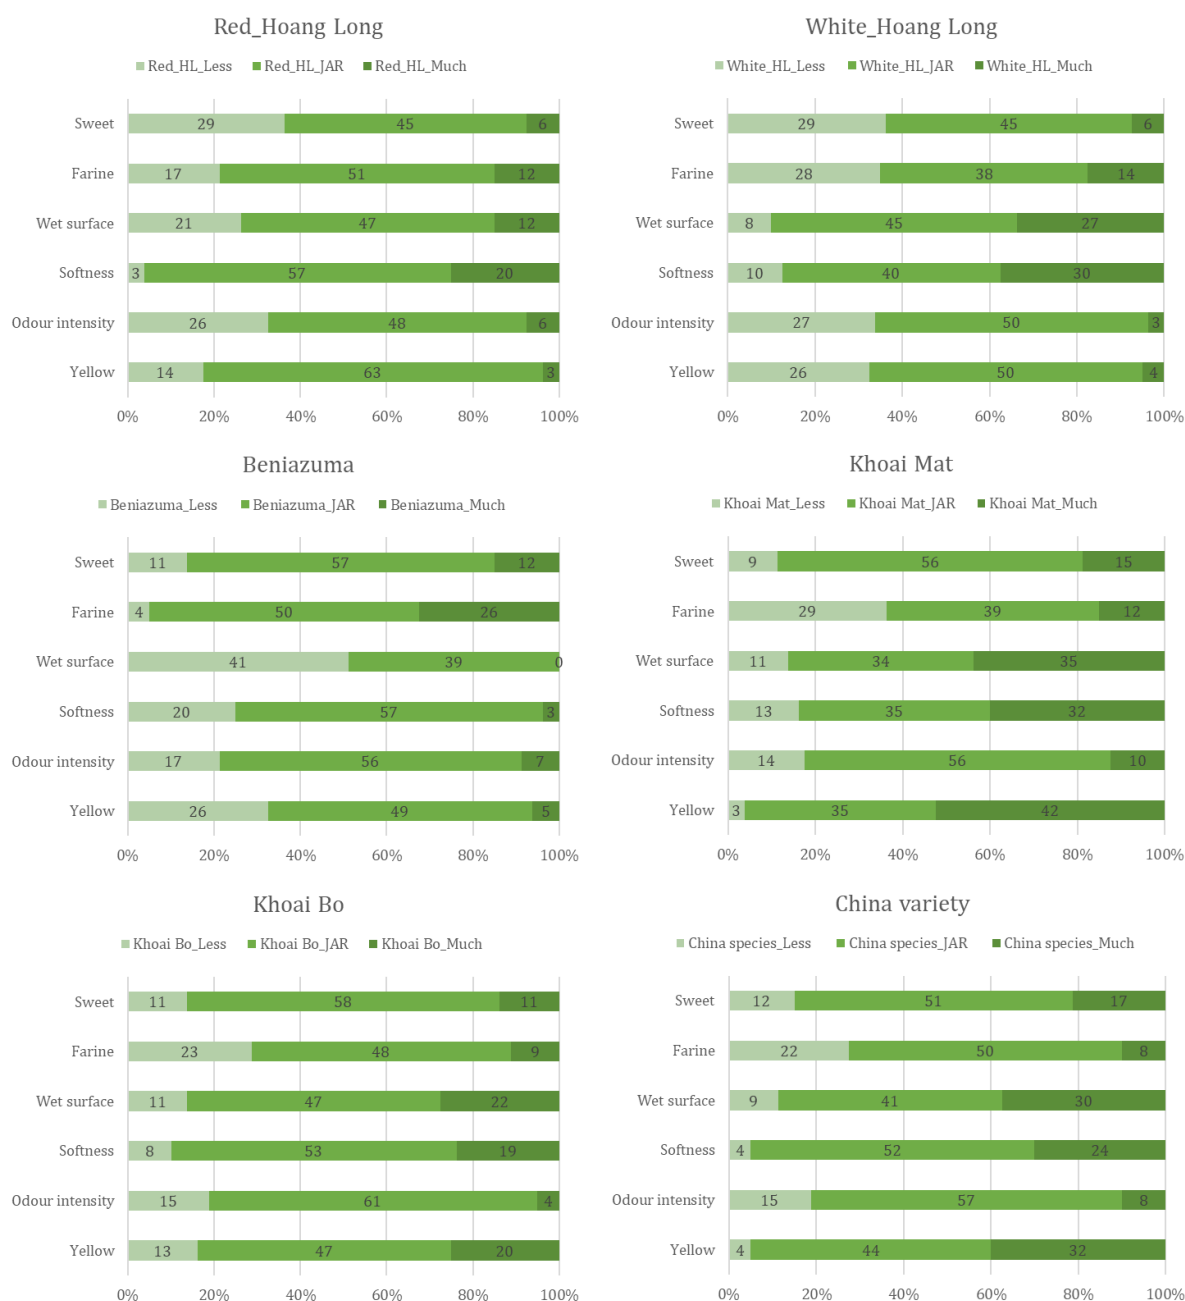 Red_Hoang Long
Red_HL_Less Red_HL_JAR Red_HL_Much
Sweet 29 45 6
Farine 17 51 12
Wet surface 21 47 12
Softness 3 57 20
Odour intensity 26 48 6
Yellow 14 63 3
0% 20% 40% 60% 80% 100%
White_Hoang Long
White_HL_Less White_HL_JAR White_HL_Much
Sweet 29 45 6
Farine 28 38 14
Wet surface 8 45 27
Softness 10 40 30
Odour intensity 27 50 3
Yellow 26 50 4
0% 20% 40% 60% 80% 100%
Beniazuma
Beniazuma_Less Beniazuma_JAR Beniazuma_Much
Sweet 11 57 12
Farine 4 50 26
Wet surface 41 39 0
Softness 20 57 3
Odour intensity 17 56 7
Yellow 26 49 5
0% 20% 40% 60% 80% 100%
Khoai Mat
Khoai Mat_Less Khoai Mat_JAR Khoai Mat_Much
Sweet 9 56 15
Farine 29 39 12
Wet surface 11 34 35
Softness 13 35 32
Odour intensity 14 56 10
Yellow 3 35 42
0% 20% 40% 60% 80% 100%
Khoai Bo
Khoai Bo_Less Khoai Bo_JAR Khoai Bo_Much
Sweet 11 58 11
Farine 23 48 9
Wet surface 11 47 22
Softness 8 53 19
Odour intensity 15 61 4
Yellow 13 47 20
0% 20% 40% 60% 80% 100%
China variety
China species_Less China species_JAR China species_Much
Sweet 12 51 17
Farine 22 50 8
Wet surface 9 41 30
Softness 4 52 24
Odour intensity 15 57 8
Yellow 4 44 32
0% 20% 40% 60% 80% 100%